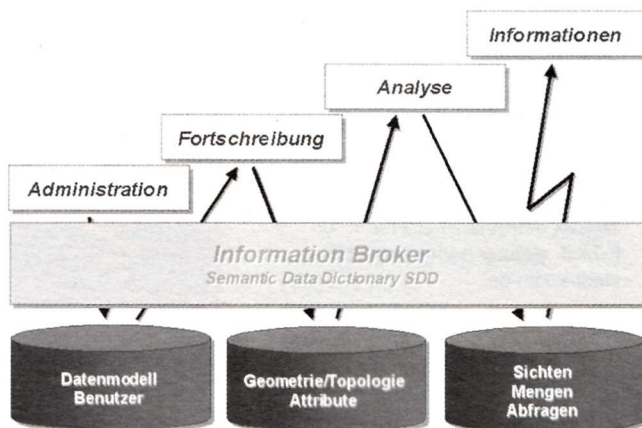 Informationen
Analyse
Fortschreibung
Administration
Information Broker
Semantic Data Dictionary SDD
Datenmodell
Benutzer
Geometrie/Topologie
Attribute
Sichten
Mengen
Abfragen